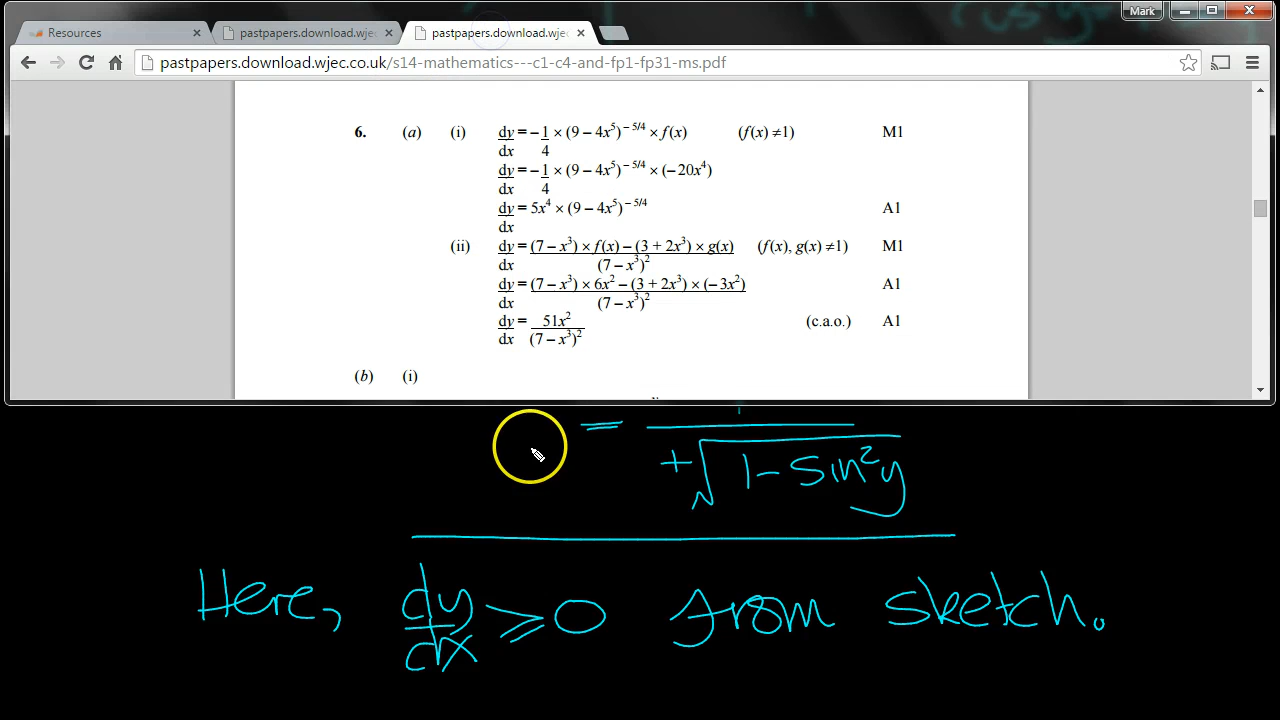 Mark
Resources
pastpapers.download.wjec
pastpapers.download.wjec
pastpapers.download.wjec.co.uk/s14-mathematics---c1-c4-and-fp1-fp31-ms.pdf
6. (a) (i) dy = − 1 × (9 − 4x⁵)⁻⁵/⁴ × f(x) (f(x) ≠ 1) M1
dx 4
dy = − 1 × (9 − 4x⁵)⁻⁵/⁴ × (− 20x⁴)
dx 4
dy = 5x⁴ × (9 − 4x⁵)⁻⁵/⁴ A1
dx
(ii) dy = (7 − x³) × f(x) − (3 + 2x³) × g(x) (f(x), g(x) ≠ 1) M1
dx (7 − x³)²
dy = (7 − x³) × 6x² − (3 + 2x³) × (− 3x²) A1
dx (7 − x³)²
dy = 51x² (c.a.o.) A1
dx (7 − x³)²
(b) (i)
=
+√1 − sin²y
Here, dy/dx ≥ 0 from sketch.